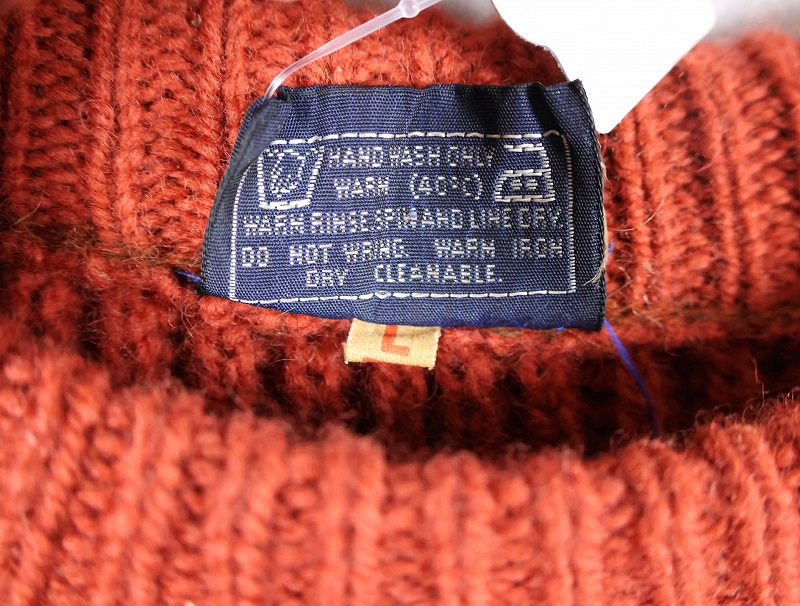 HAND WASH ONLY
WARM (40°C)
WARM RINSE SPIN AND LINE DRY.
DO NOT WRING. WARM IRON
DRY CLEANABLE.
L